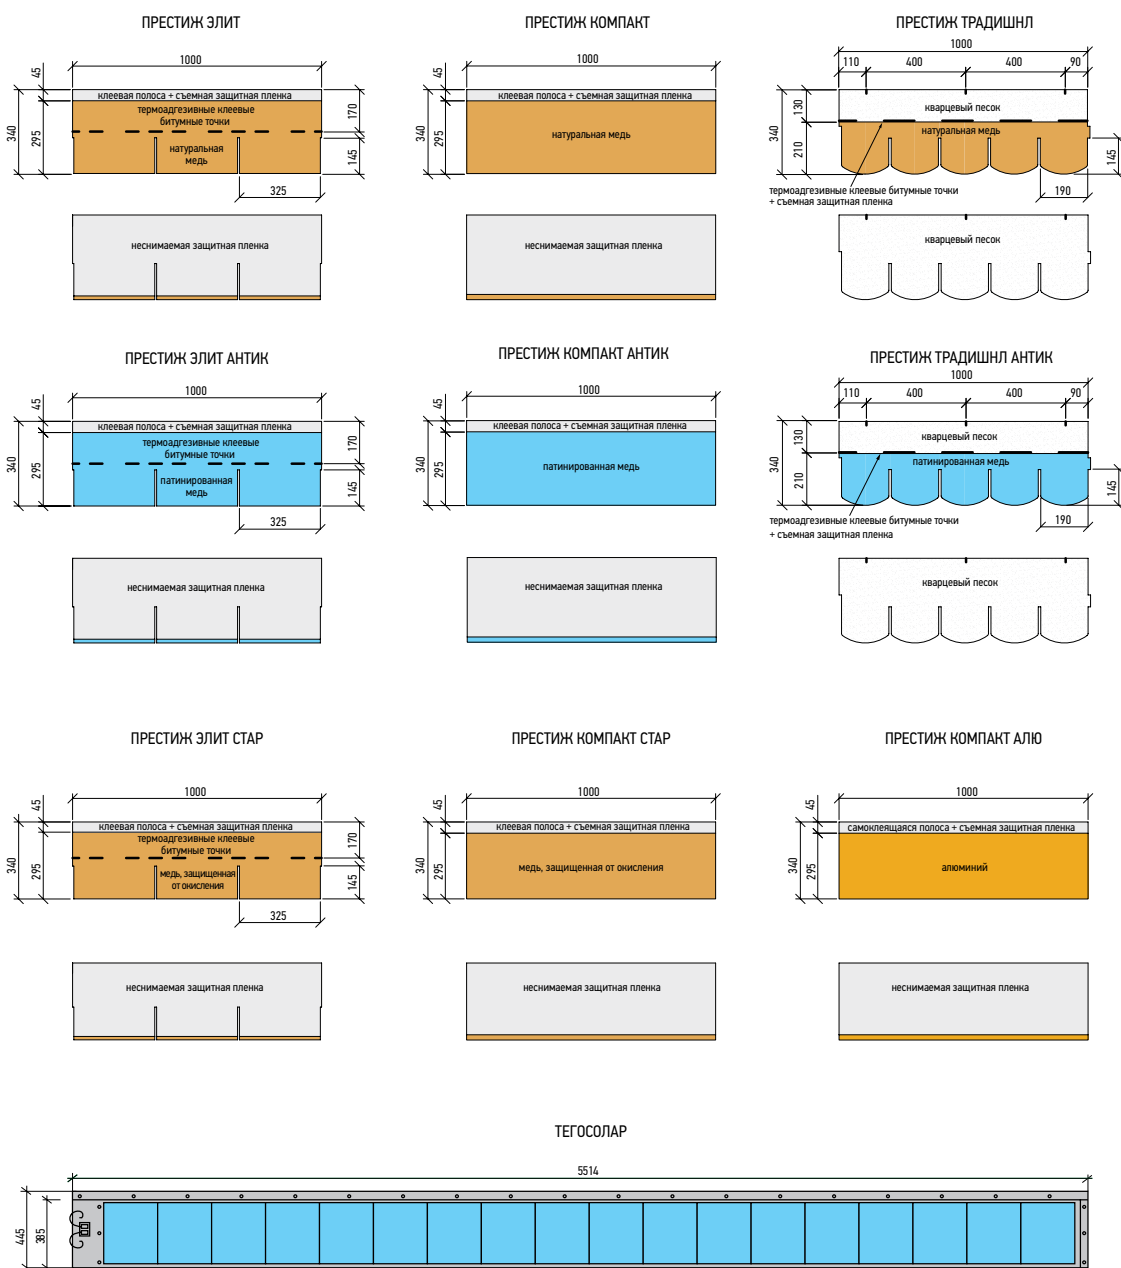 ПРЕСТИЖ ЭЛИТ
1000
45
340
295
клеевая полоса + съемная защитная пленка
термоадгезивные клеевые
битумные точки
натуральная
медь
170
145
325
неснимаемая защитная пленка
ПРЕСТИЖ КОМПАКТ
1000
45
340
295
клеевая полоса + съемная защитная пленка
натуральная медь
неснимаемая защитная пленка
ПРЕСТИЖ ТРАДИШНЛ
1000
110
400
400
90
340
130
210
кварцевый песок
натуральная медь
145
190
термоадгезивные клеевые битумные точки
+ съемная защитная пленка
кварцевый песок
ПРЕСТИЖ ЭЛИТ АНТИК
1000
45
340
295
клеевая полоса + съемная защитная пленка
термоадгезивные клеевые
битумные точки
патинированная
медь
170
145
325
неснимаемая защитная пленка
ПРЕСТИЖ КОМПАКТ АНТИК
1000
45
340
295
клеевая полоса + съемная защитная пленка
патинированная медь
неснимаемая защитная пленка
ПРЕСТИЖ ТРАДИШНЛ АНТИК
1000
110
400
400
90
340
130
210
кварцевый песок
патинированная медь
145
190
термоадгезивные клеевые битумные точки
+ съемная защитная пленка
кварцевый песок
ПРЕСТИЖ ЭЛИТ СТАР
1000
45
340
295
клеевая полоса + съемная защитная пленка
термоадгезивные клеевые
битумные точки
медь, защищенная
от окисления
170
145
325
неснимаемая защитная пленка
ПРЕСТИЖ КОМПАКТ СТАР
1000
45
340
295
клеевая полоса + съемная защитная пленка
медь, защищенная от окисления
неснимаемая защитная пленка
ПРЕСТИЖ КОМПАКТ АЛЮ
1000
45
340
295
самоклеящаяся полоса + съемная защитная пленка
алюминий
неснимаемая защитная пленка
ТЕГОСОЛАР
5514
445
385